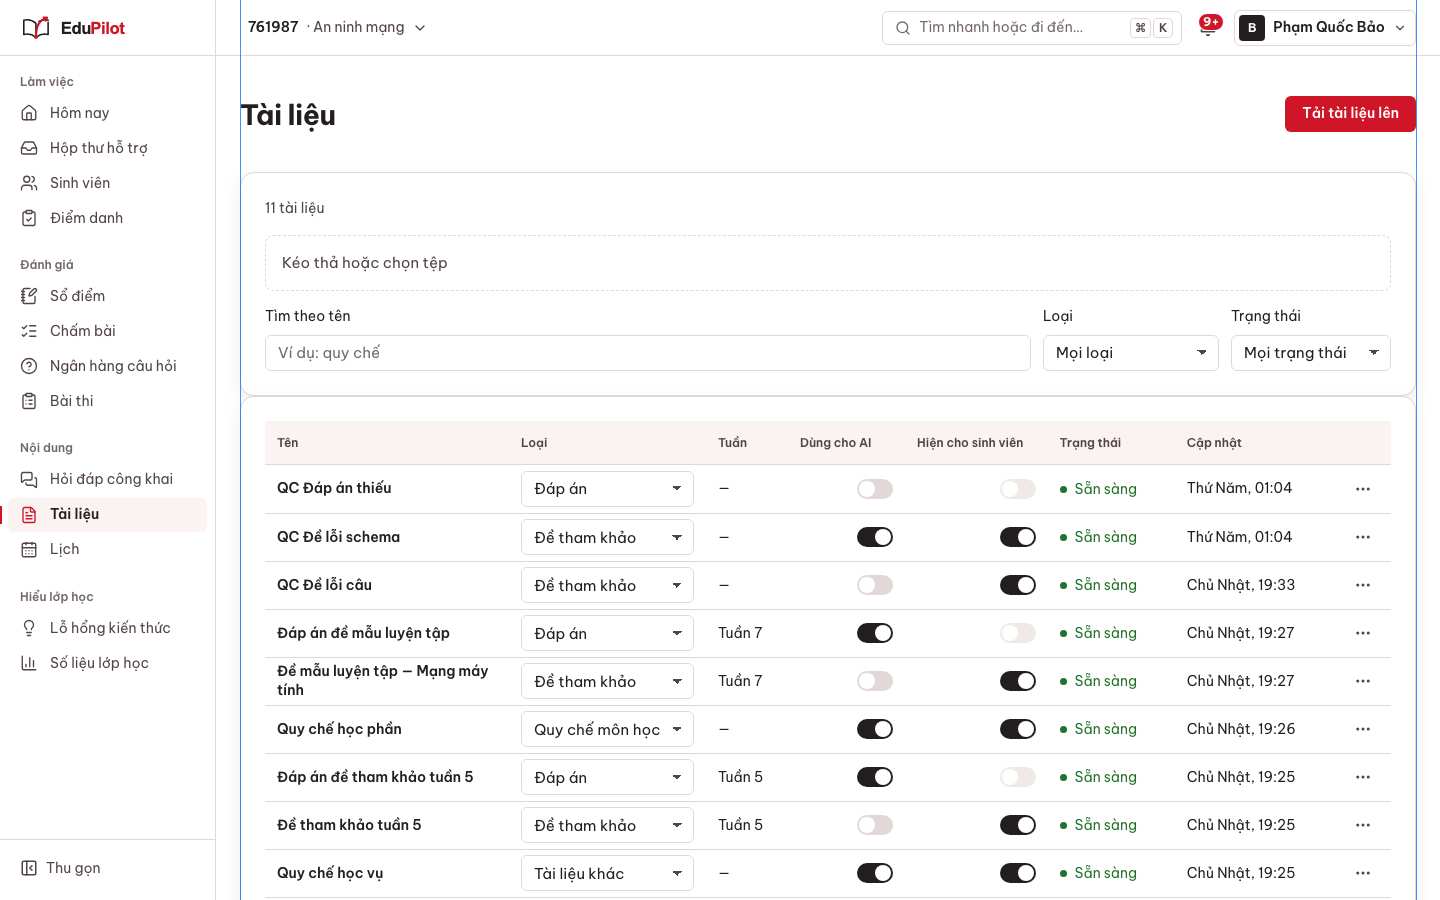 EduPilot
761987 · An ninh mạng
Tìm nhanh hoặc đi đến...
⌘ K
9+
B Phạm Quốc Bảo
Làm việc
Hôm nay
Hộp thư hỗ trợ
Sinh viên
Điểm danh
Đánh giá
Sổ điểm
Chấm bài
Ngân hàng câu hỏi
Bài thi
Nội dung
Hỏi đáp công khai
Tài liệu
Lịch
Hiểu lớp học
Lỗ hổng kiến thức
Số liệu lớp học
Thu gọn
Tài liệu
Tải tài liệu lên
11 tài liệu
Kéo thả hoặc chọn tệp
Tìm theo tên
Ví dụ: quy chế
Loại
Mọi loại
Trạng thái
Mọi trạng thái
Tên Loại Tuần Dùng cho AI Hiện cho sinh viên Trạng thái Cập nhật
QC Đáp án thiếu Đáp án – Sẵn sàng Thứ Năm, 01:04
QC Đề lỗi schema Đề tham khảo – Sẵn sàng Thứ Năm, 01:04
QC Đề lỗi câu Đề tham khảo – Sẵn sàng Chủ Nhật, 19:33
Đáp án đề mẫu luyện tập Đáp án Tuần 7 Sẵn sàng Chủ Nhật, 19:27
Đề mẫu luyện tập – Mạng máy tính Đề tham khảo Tuần 7 Sẵn sàng Chủ Nhật, 19:27
Quy chế học phần Quy chế môn học – Sẵn sàng Chủ Nhật, 19:26
Đáp án đề tham khảo tuần 5 Đáp án Tuần 5 Sẵn sàng Chủ Nhật, 19:25
Đề tham khảo tuần 5 Đề tham khảo Tuần 5 Sẵn sàng Chủ Nhật, 19:25
Quy chế học vụ Tài liệu khác – Sẵn sàng Chủ Nhật, 19:25